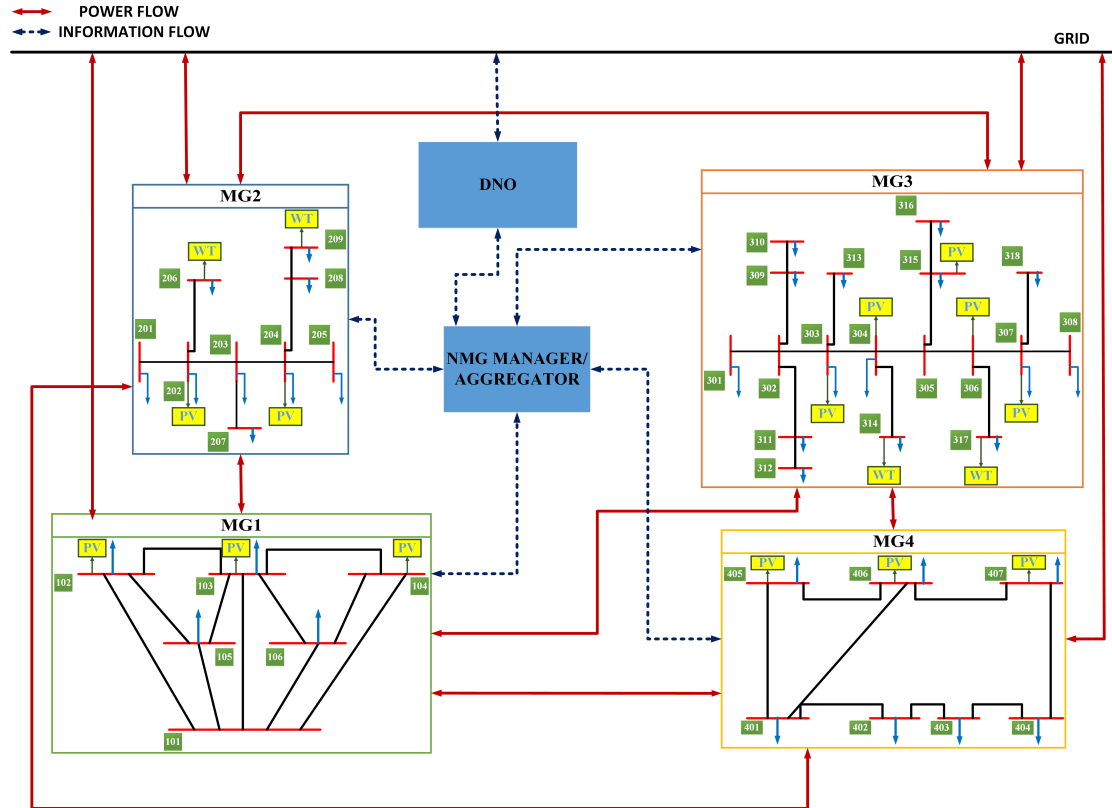 POWER FLOW
INFORMATION FLOW
GRID
DNO
NMG MANAGER/
AGGREGATOR
MG2
WT
209
WT
206
208
201
203
204
205
202
PV
PV
207
MG3
316
310
313
PV
318
309
315
PV
PV
303
304
307
308
301
302
305
306
PV
PV
311
314
317
312
WT
WT
MG1
PV
PV
PV
102
103
104
105
106
101
MG4
405
PV
406
PV
407
PV
401
402
403
404